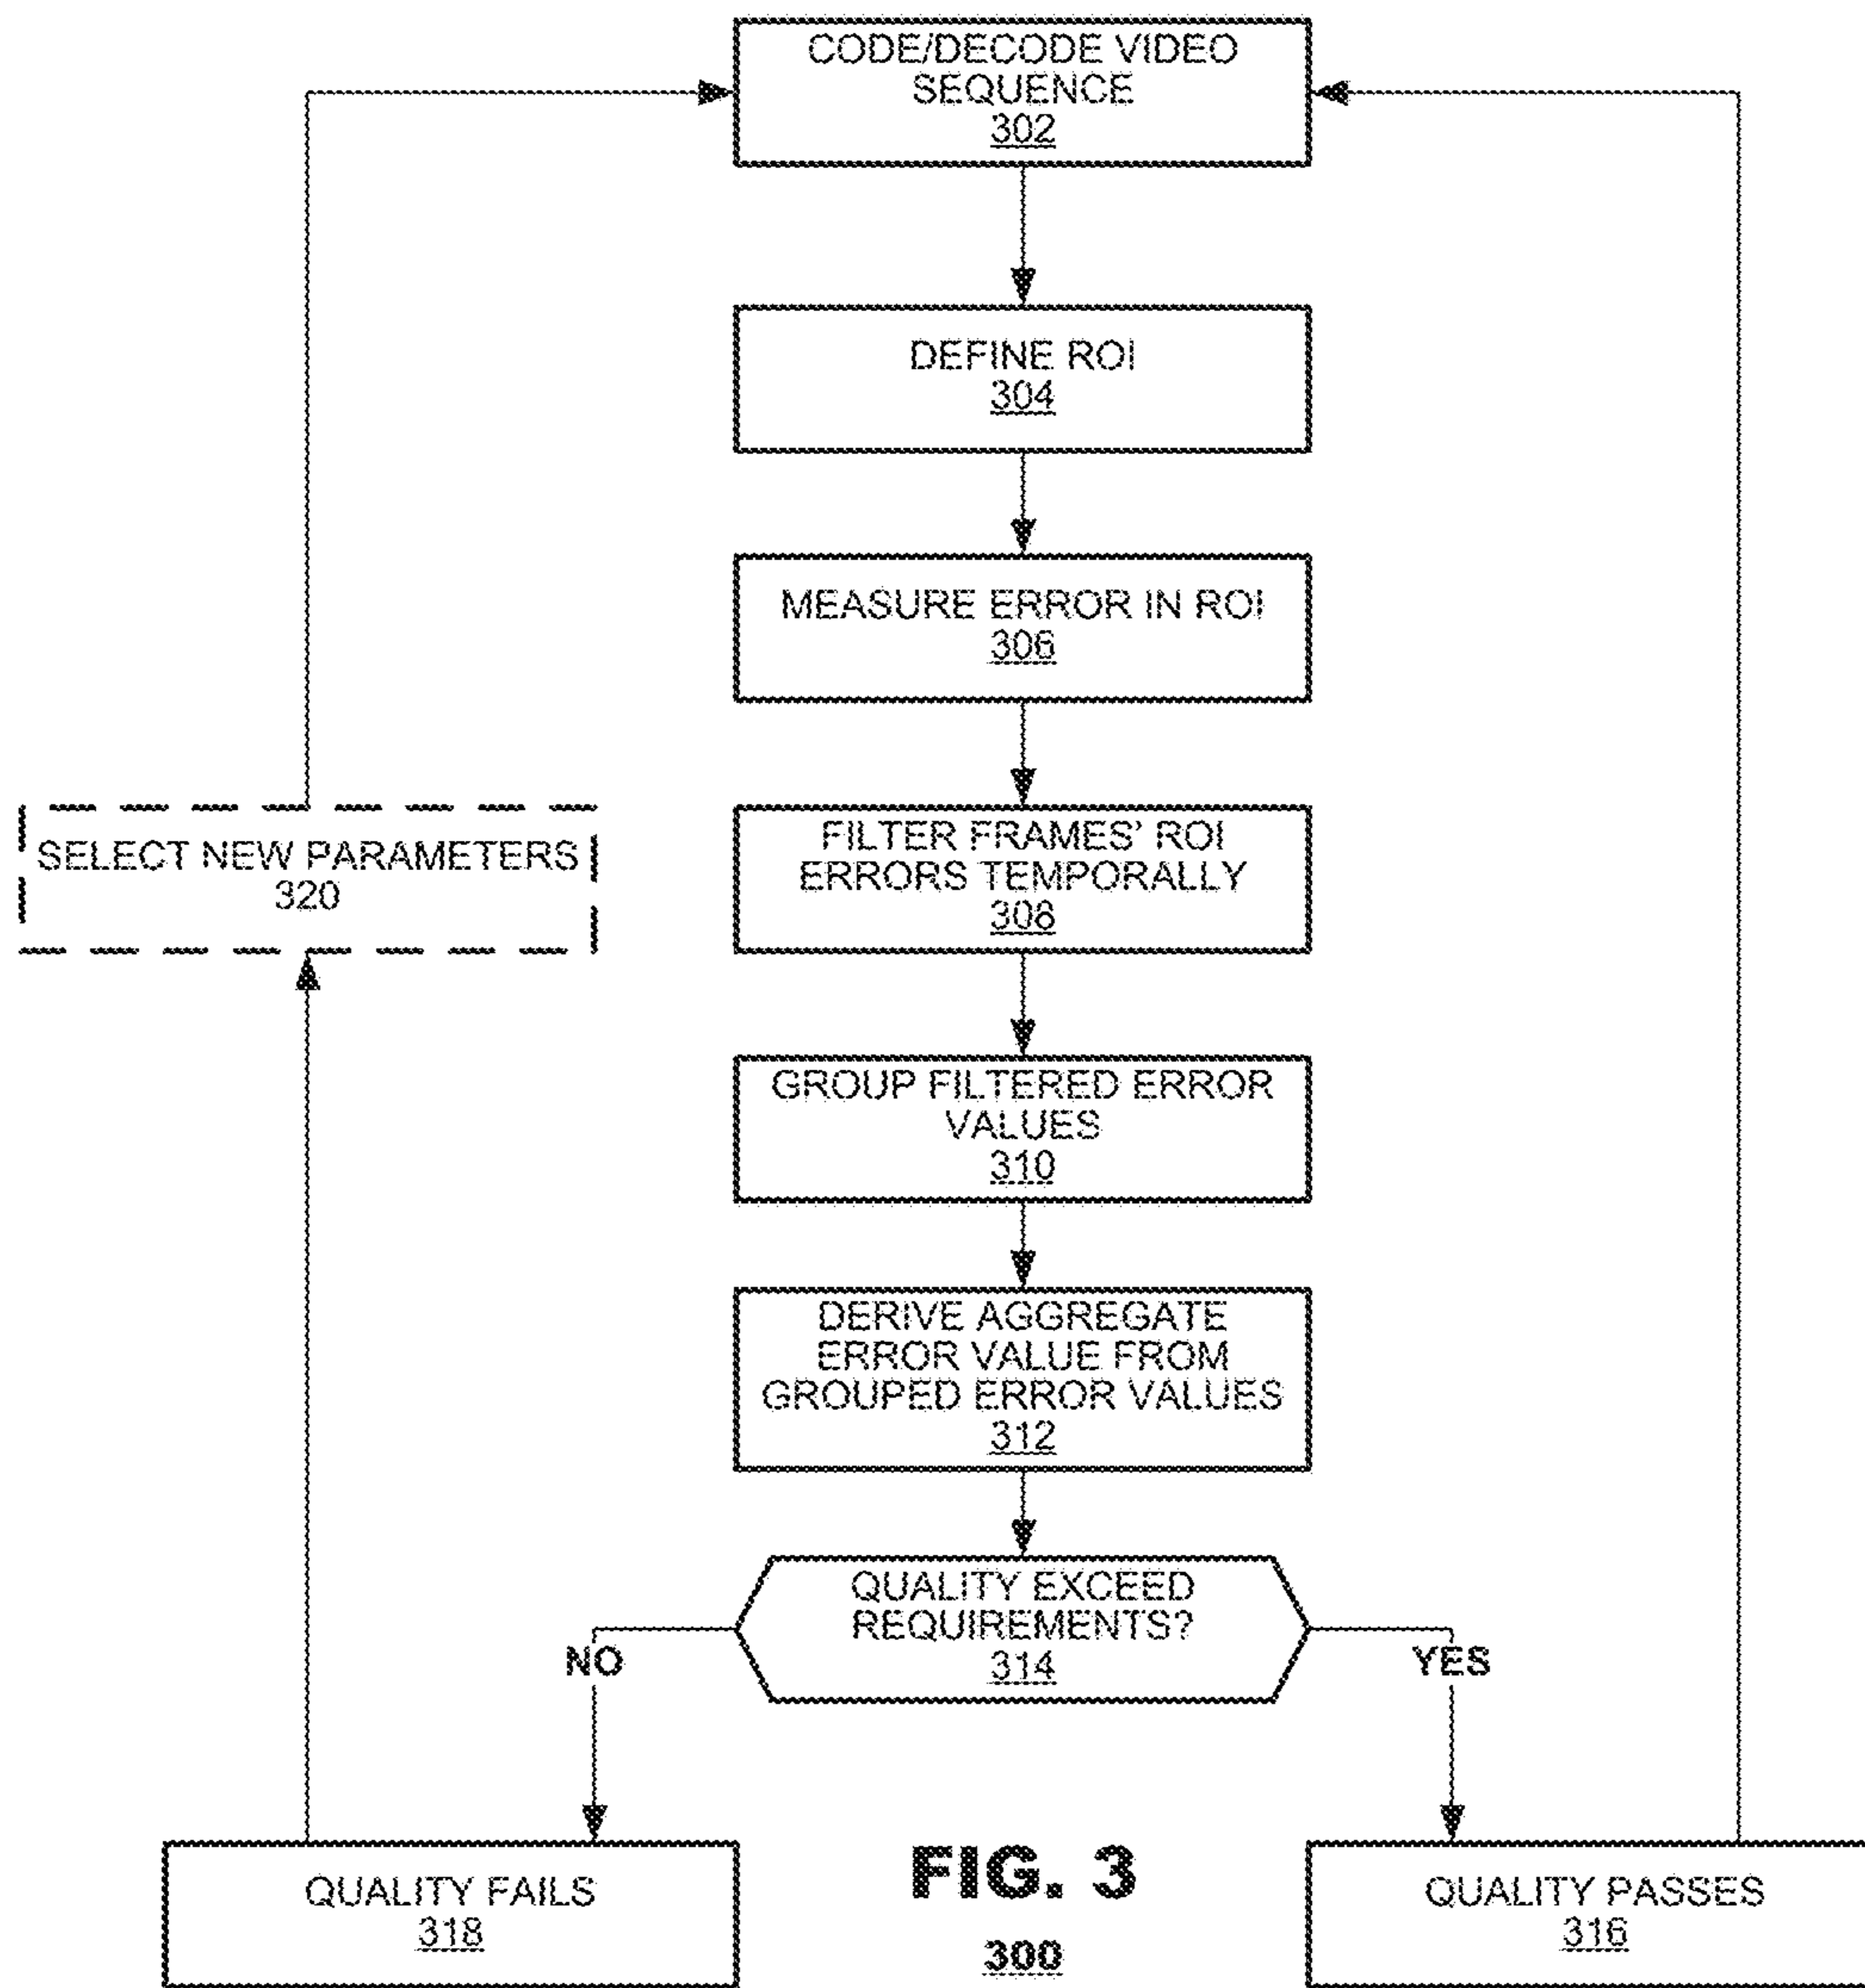 CODE/DECODE VIDEO
SEQUENCE
302
DEFINE ROI
304
MEASURE ERROR IN ROI
306
SELECT NEW PARAMETERS
320
FILTER FRAMES' ROI
ERRORS TEMPORALLY
308
GROUP FILTERED ERROR
VALUES
310
DERIVE AGGREGATE
ERROR VALUE FROM
GROUPED ERROR VALUES
312
QUALITY EXCEED
REQUIREMENTS?
314
NO
YES
QUALITY FAILS
318
FIG. 3
300
QUALITY PASSES
316